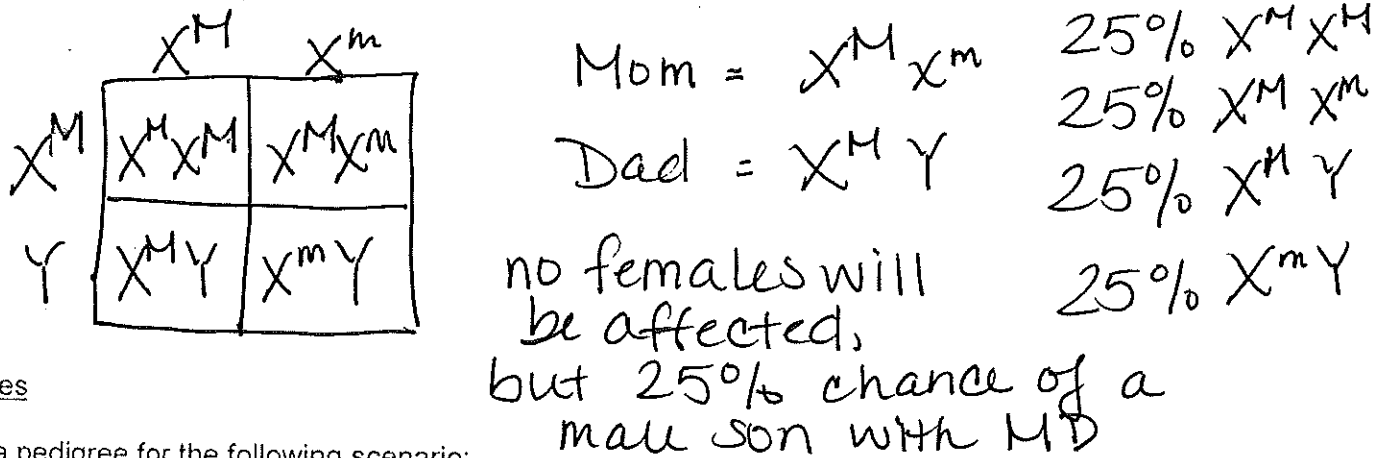 X^M X^m
X^M X^M X^M X^M X^m
Y X^M Y X^m Y
Mom = X^M X^m
Dad = X^M Y
no females will
be affected,
but 25% chance of a
male son with MD
25% X^M X^M
25% X^M X^m
25% X^M Y
25% X^m Y
es
a pedigree for the following scenario: